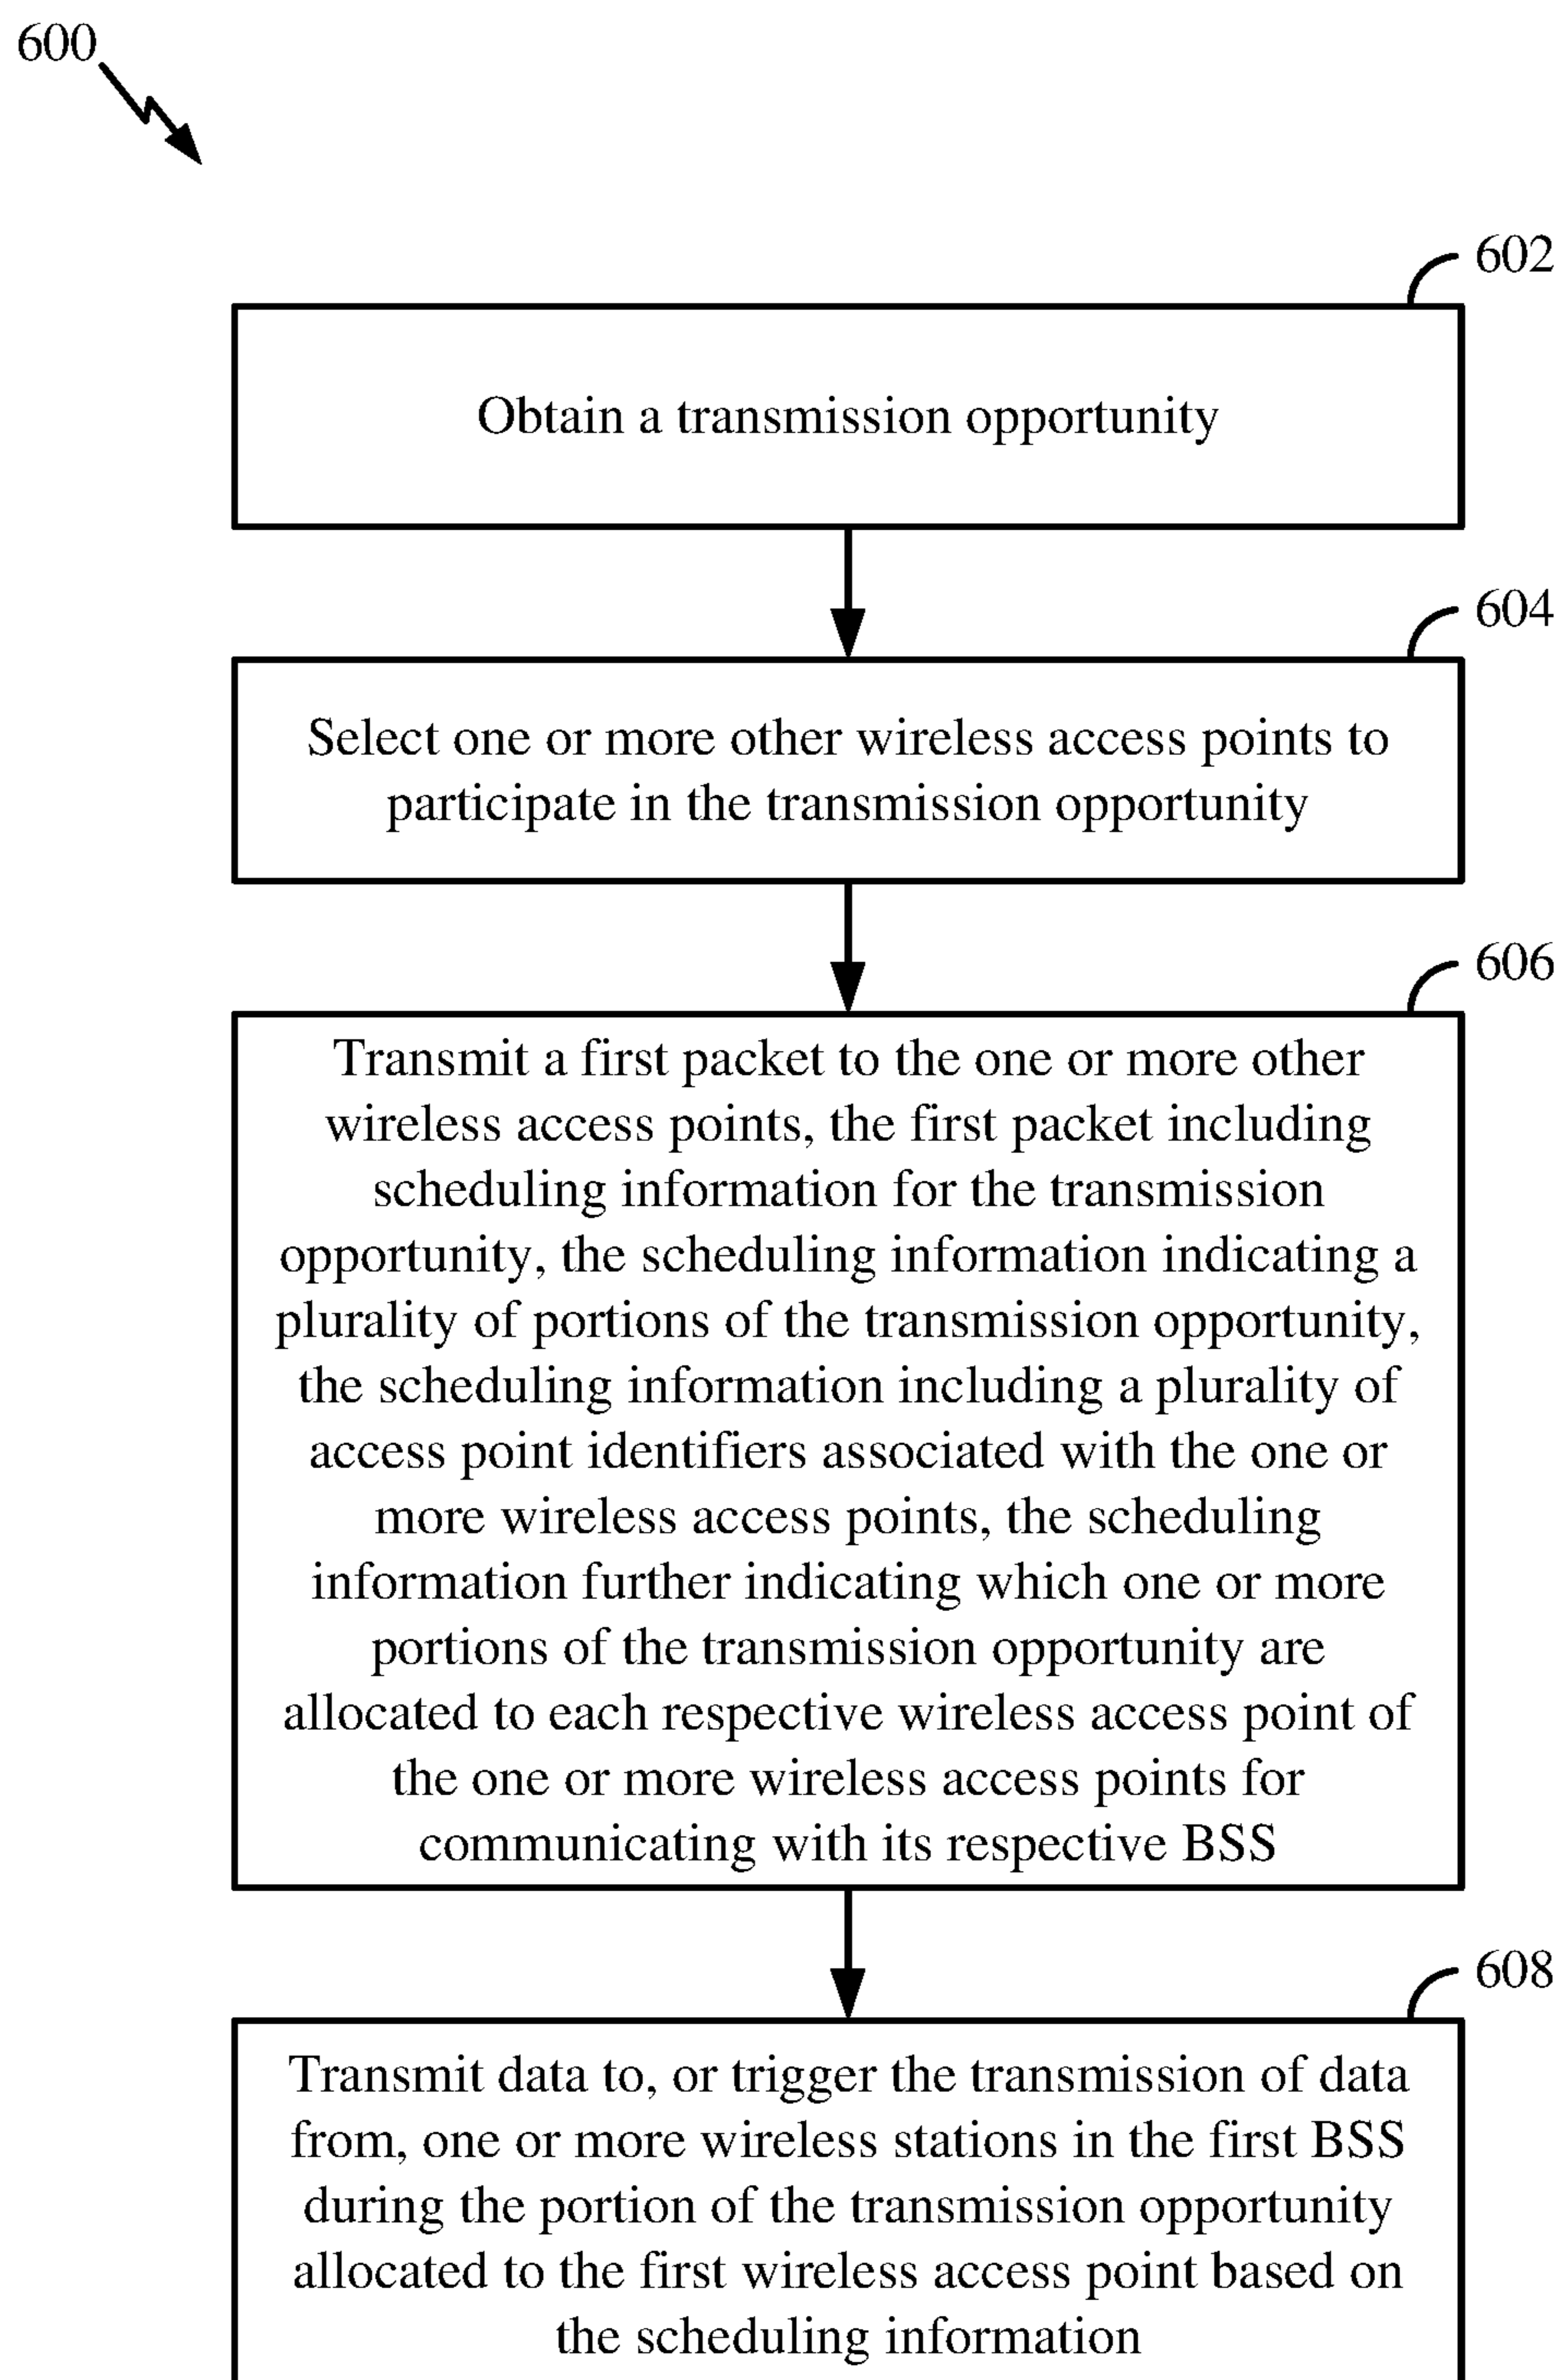 600
602
Obtain a transmission opportunity
604
Select one or more other wireless access points to
participate in the transmission opportunity
606
Transmit a first packet to the one or more other
wireless access points, the first packet including
scheduling information for the transmission
opportunity, the scheduling information indicating a
plurality of portions of the transmission opportunity,
the scheduling information including a plurality of
access point identifiers associated with the one or
more wireless access points, the scheduling
information further indicating which one or more
portions of the transmission opportunity are
allocated to each respective wireless access point of
the one or more wireless access points for
communicating with its respective BSS
608
Transmit data to, or trigger the transmission of data
from, one or more wireless stations in the first BSS
during the portion of the transmission opportunity
allocated to the first wireless access point based on
the scheduling information